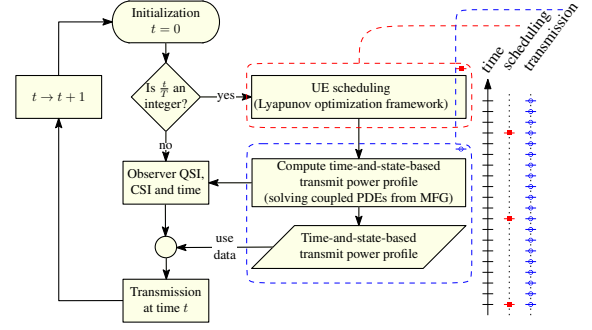 Initialization
t = 0
t → t + 1
Is t/T an
integer?
yes
no
UE scheduling
(Lyapunov optimization framework)
Observer QSI,
CSI and time
Compute time-and-state-based
transmit power profile
(solving coupled PDEs from MFG)
use
data
Time-and-state-based
transmit power profile
Transmission
at time t
time
scheduling
transmission